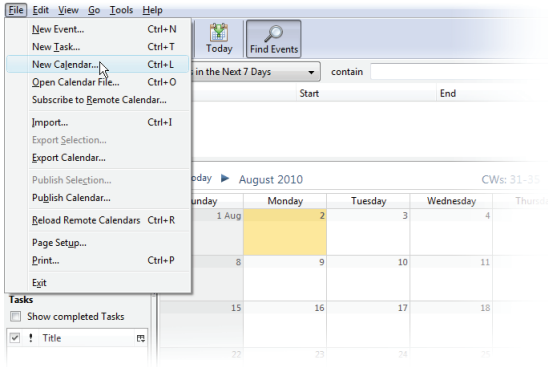 File Edit View Go Tools Help
New Event... Ctrl+N
New Task... Ctrl+T
New Calendar... Ctrl+L
Open Calendar File... Ctrl+O
Subscribe to Remote Calendar...
Import... Ctrl+I
Export Selection...
Export Calendar...
Publish Selection...
Publish Calendar...
Reload Remote Calendars Ctrl+R
Page Setup...
Print... Ctrl+P
Exit
Today Find Events
in the Next 7 Days contain
Start End
August 2010 CWs: 31-35
Monday Tuesday Wednesday
1 Aug 2 3 4
8 9 10 11
15 16 17 18
22 23 24 25
Tasks
Show completed Tasks
! Title